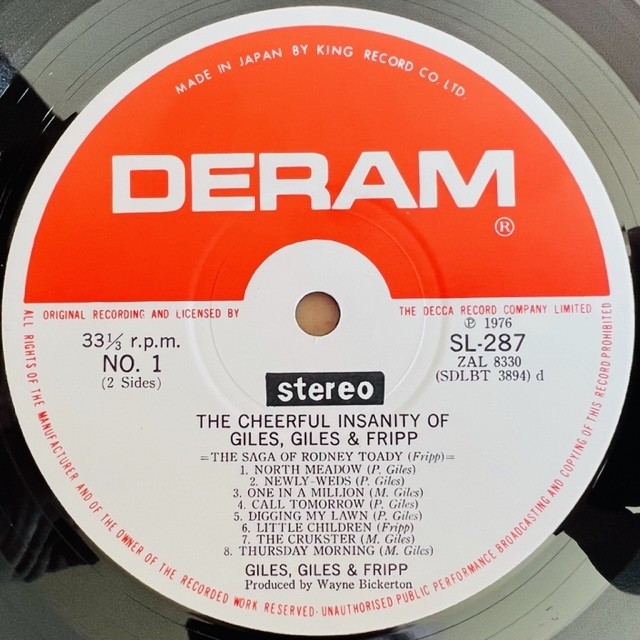 MADE IN JAPAN BY KING RECORD CO. LTD.
DERAM
®
ORIGINAL RECORDING AND LICENSED BY THE DECCA RECORD COMPANY LIMITED
33⅓ r.p.m.
NO. 1
(2 Sides)
℗ 1976
SL-287
ZAL 8330
(SDLBT 3894) d
stereo
THE CHEERFUL INSANITY OF
GILES, GILES & FRIPP
=THE SAGA OF RODNEY TOADY (Fripp)=
1. NORTH MEADOW (P. Giles)
2. NEWLY-WEDS (P. Giles)
3. ONE IN A MILLION (M. Giles)
4. CALL TOMORROW (P. Giles)
5. DIGGING MY LAWN (P. Giles)
6. LITTLE CHILDREN (Fripp)
7. THE CRUKSTER (M. Giles)
8. THURSDAY MORNING (M. Giles)
GILES, GILES & FRIPP
Produced by Wayne Bickerton
ALL RIGHTS OF THE MANUFACTURER AND OF THE OWNER OF THE RECORDED WORK RESERVED· UNAUTHORISED PUBLIC PERFORMANCE BROADCASTING AND COPYING OF THIS RECORD PROHIBITED